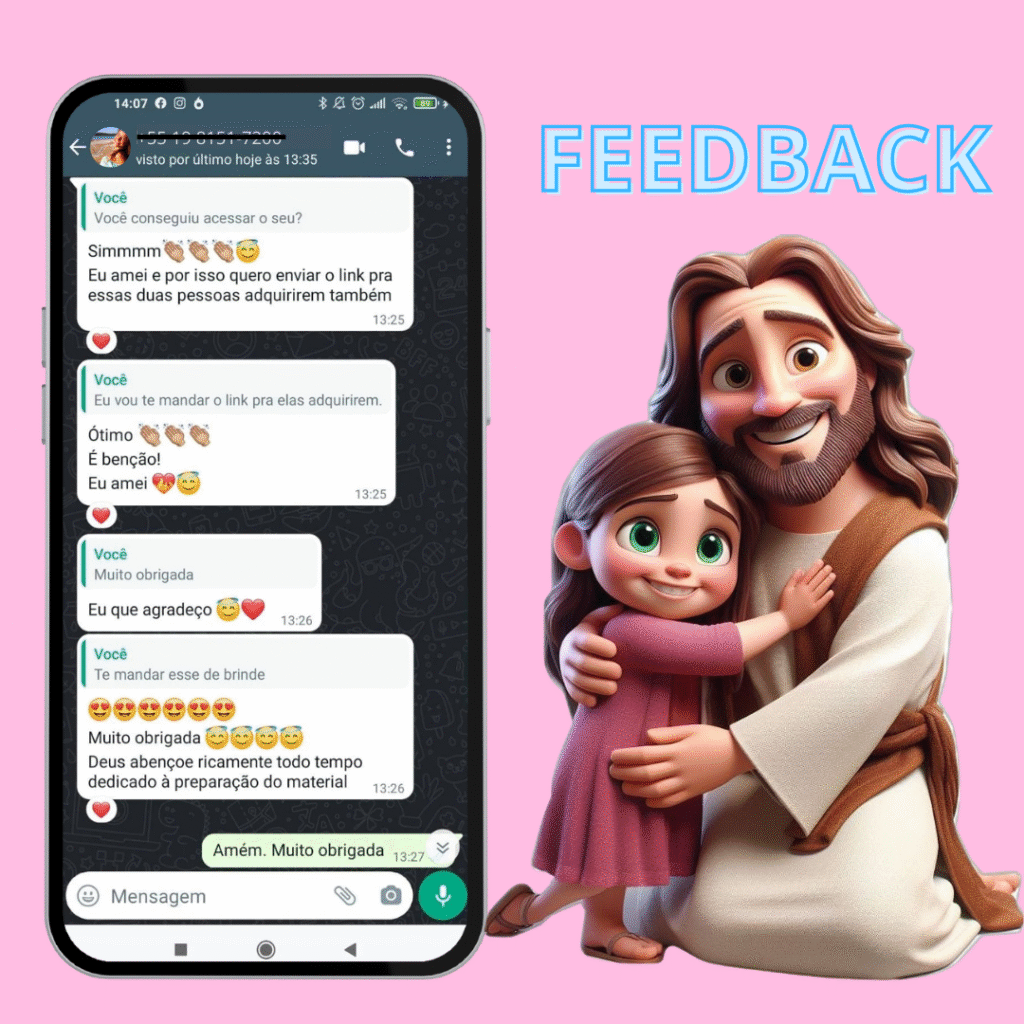 14:07
89
visto por último hoje às 13:35
FEEDBACK
Você
Você conseguiu acessar o seu?
Simmmm👏🏼👏🏼👏🏼😇
Eu amei e por isso quero enviar o link pra
essas duas pessoas adquirirem também
13:25
Você
Eu vou te mandar o link pra elas adquirirem.
Ótimo 👏🏼👏🏼👏🏼
É benção!
Eu amei 💝😇
13:25
Você
Muito obrigada
Eu que agradeço 😇❤️
13:26
Você
Te mandar esse de brinde
😍😍😍😍😍😍
Muito obrigada 😇😇😇😇
Deus abençoe ricamente todo tempo
dedicado à preparação do material
13:26
Amém. Muito obrigada
13:27
Mensagem